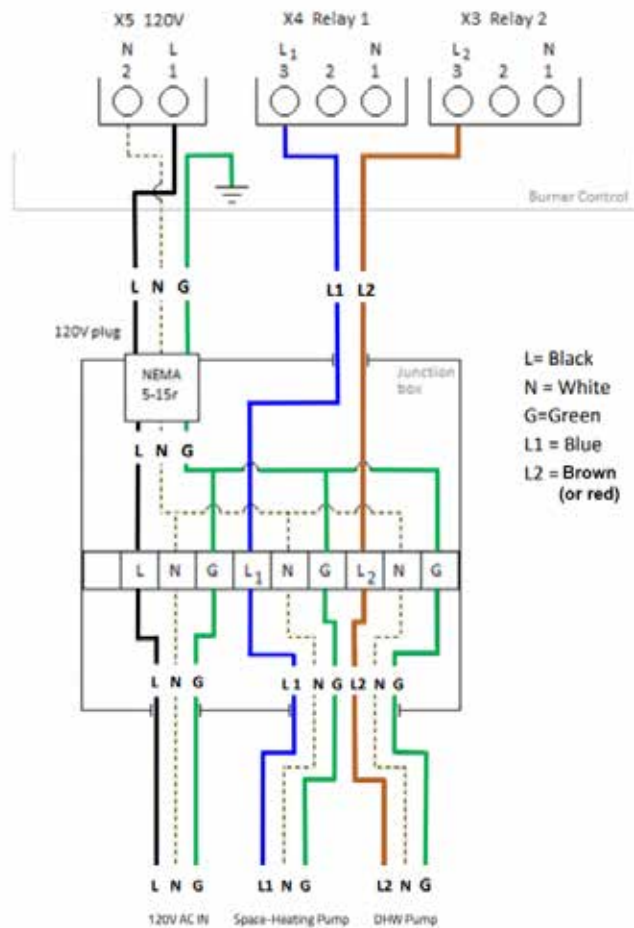 X5 120V X4 Relay 1 X3 Relay 2
N L L1 N L2 N
2 1 3 2 1 3 2 1
Burner Control
L N G L1 L2
120V plug
NEMA
5-15r
Junction
box
L= Black
N = White
G=Green
L1 = Blue
L2 = Brown
(or red)
L N G
L N G L1 N G L2 N G
L N G L1 N G L2 N G
L N G L1 N G L2 N G
120V AC IN Space-Heating Pump DHW Pump